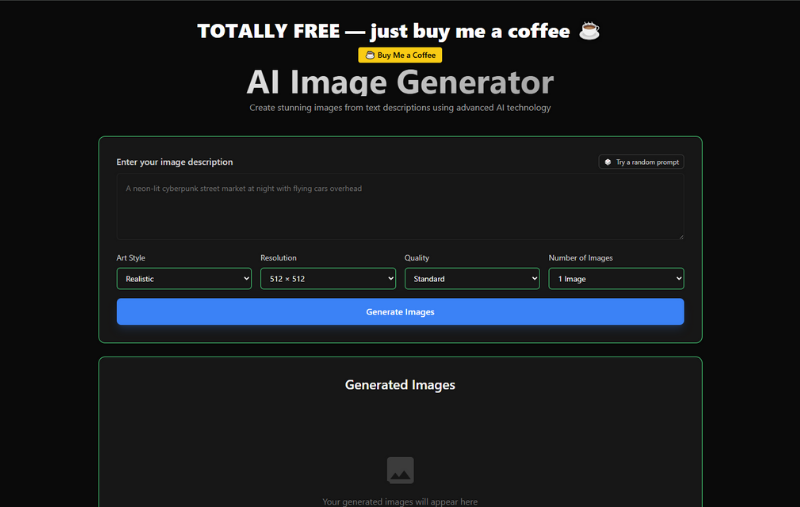 TOTALLY FREE — just buy me a coffee ☕
☕ Buy Me a Coffee
AI Image Generator
Create stunning images from text descriptions using advanced AI technology
Enter your image description
Try a random prompt
A neon-lit cyberpunk street market at night with flying cars overhead
Art Style Resolution Quality Number of Images
Realistic 512 × 512 Standard 1 Image
Generate Images
Generated Images
Your generated images will appear here